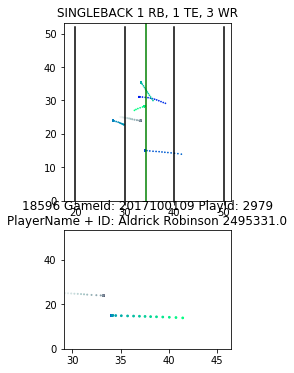 SINGLEBACK 1 RB, 1 TE, 3 WR
50
40
30
20
10
0
20 30 40 50
18596 GameId: 2017100109 PlayId: 2979
PlayerName + ID: Aldrick Robinson 2495331.0
40
20
0
30 35 40 45